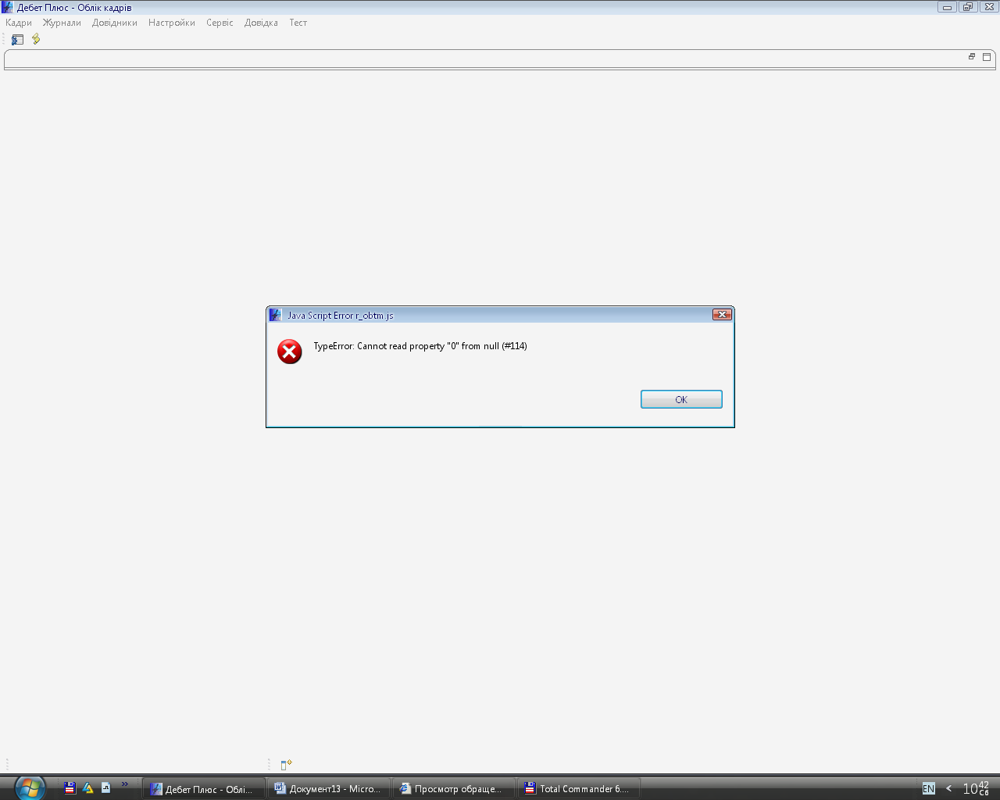 Дебет Плюс - Облік кадрів
Кадри Журнали Довідники Настройки Сервіс Довідка Тест
Java Script Error r_obtm.js
TypeError: Cannot read property "0" from null (#114)
OK
Дебет Плюс - Облі... Документ13 - Micro... Просмотр обраще... Total Commander 6.... EN 10 42 Сб